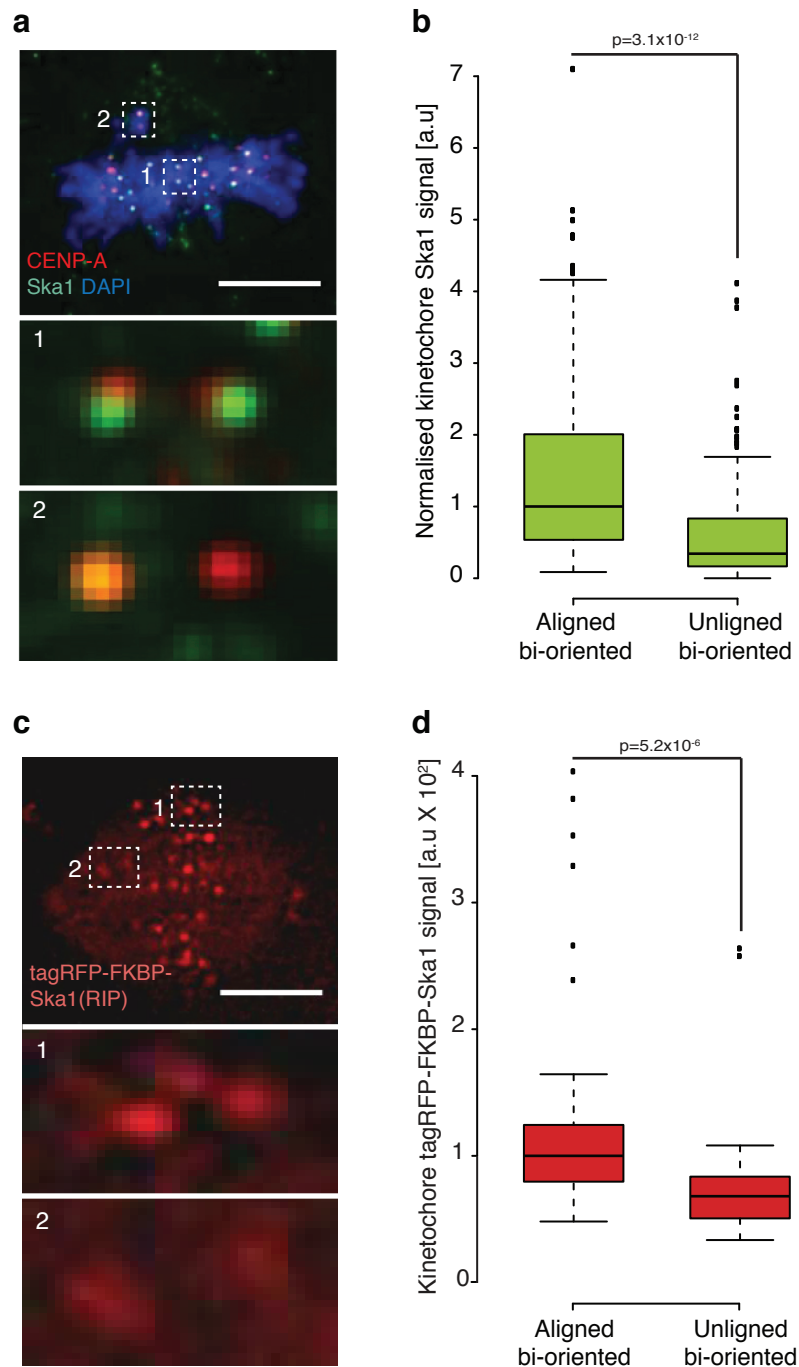 a
2
1
CENP-A
Ska1 DAPI
1
2
b
p=3.1x10⁻¹²
Normalised kinetochore Ska1 signal [a.u]
7
6
5
4
3
2
1
0
Aligned
bi-oriented
Unligned
bi-oriented
c
1
2
tagRFP-FKBP-
Ska1(RIP)
1
2
d
p=5.2x10⁻⁶
Kinetochore tagRFP-FKBP-Ska1 signal [a.u X 10²]
4
3
2
1
0
Aligned
bi-oriented
Unligned
bi-oriented